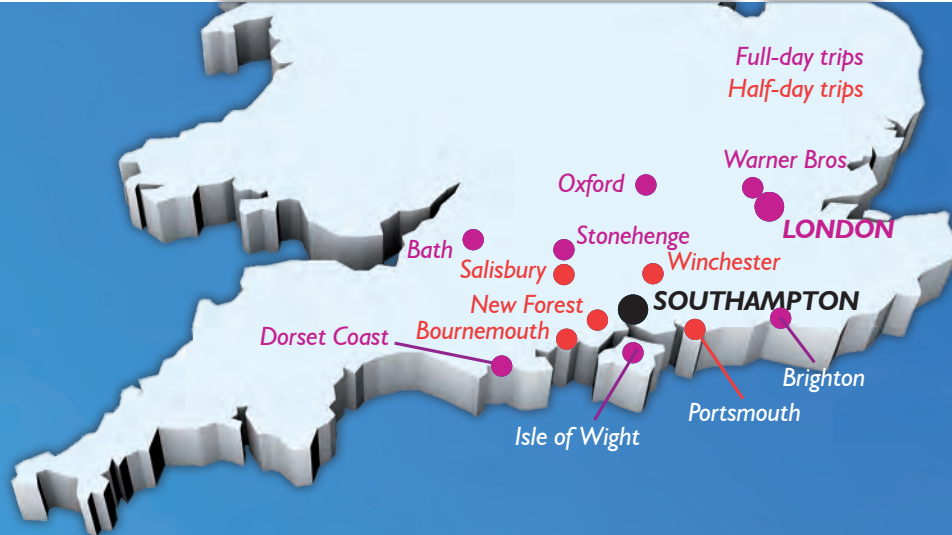 Full-day trips
Half-day trips
Warner Bros.
Oxford
LONDON
Stonehenge
Bath
Salisbury
Winchester
New Forest
SOUTHAMPTON
Bournemouth
Dorset Coast
Brighton
Portsmouth
Isle of Wight